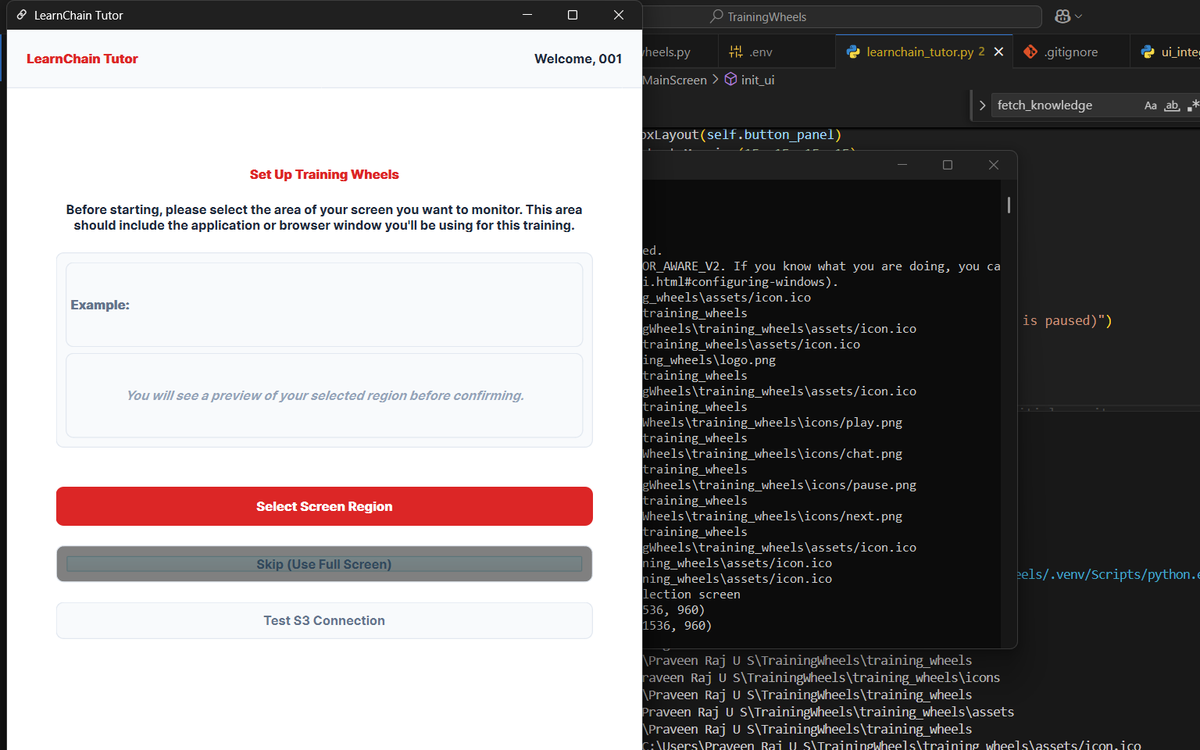 LearnChain Tutor
LearnChain Tutor
Welcome, 001
Set Up Training Wheels
Before starting, please select the area of your screen you want to monitor. This area
should include the application or browser window you'll be using for this training.
Example:
You will see a preview of your selected region before confirming.
Select Screen Region
Skip (Use Full Screen)
Test S3 Connection
TrainingWheels
wheels.py
.env
learnchain_tutor.py 2
.gitignore
ui_inte
MainScreen > init_ui
fetch_knowledge
Aa ab .*
oxLayout(self.button_panel)
ed.
OR_AWARE_V2. If you know what you are doing, you ca
i.html#configuring-windows).
g_wheels\assets/icon.ico
training_wheels
gWheels\training_wheels\assets/icon.ico
training_wheels\assets/icon.ico
ing_wheels\logo.png
training_wheels
gWheels\training_wheels\assets/icon.ico
training_wheels
Wheels\training_wheels\icons/play.png
training_wheels
Wheels\training_wheels\icons/chat.png
training_wheels
gWheels\training_wheels\icons/pause.png
training_wheels
Wheels\training_wheels\icons/next.png
training_wheels
gWheels\training_wheels\assets/icon.ico
ning_wheels\assets/icon.ico
ning_wheels\assets/icon.ico
lection screen
536, 960)
1536, 960)
is paused)")
eels/.venv/Scripts/python.e
\Praveen Raj U S\TrainingWheels\training_wheels
raveen Raj U S\TrainingWheels\training_wheels\icons
\Praveen Raj U S\TrainingWheels\training_wheels
Praveen Raj U S\TrainingWheels\training_wheels\assets
\Praveen Raj U S\TrainingWheels\training_wheels
C:\Users\Praveen Raj U S\TrainingWheels\training_wheels\assets/icon.ico